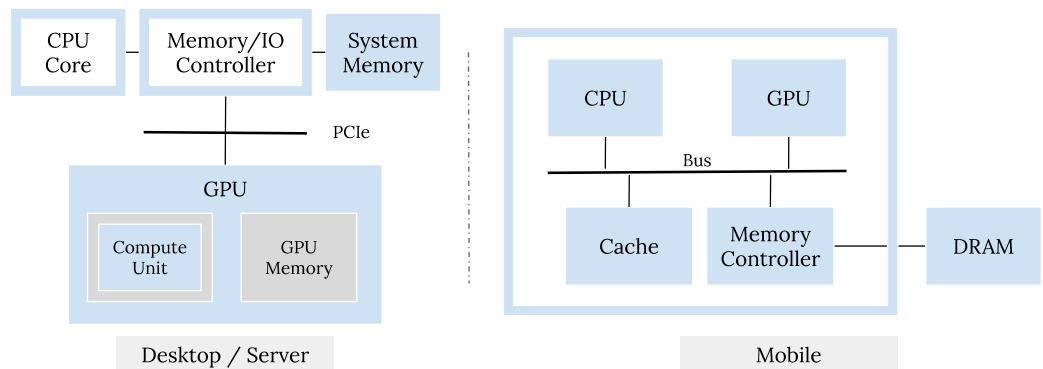 CPU
Core
Memory/IO
Controller
System
Memory
PCIe
GPU
Compute
Unit
GPU
Memory
Desktop / Server
CPU
GPU
Bus
Cache
Memory
Controller
DRAM
Mobile